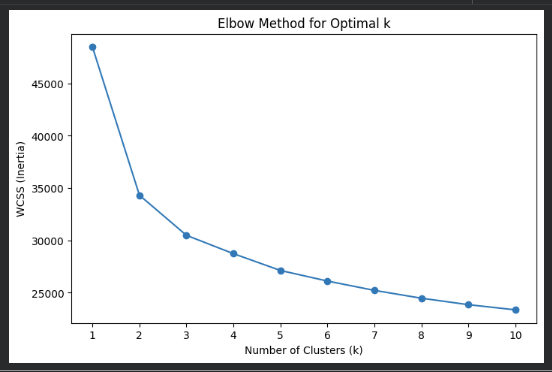 Elbow Method for Optimal k
45000
40000
35000
30000
25000
WCSS (Inertia)
1 2 3 4 5 6 7 8 9 10
Number of Clusters (k)